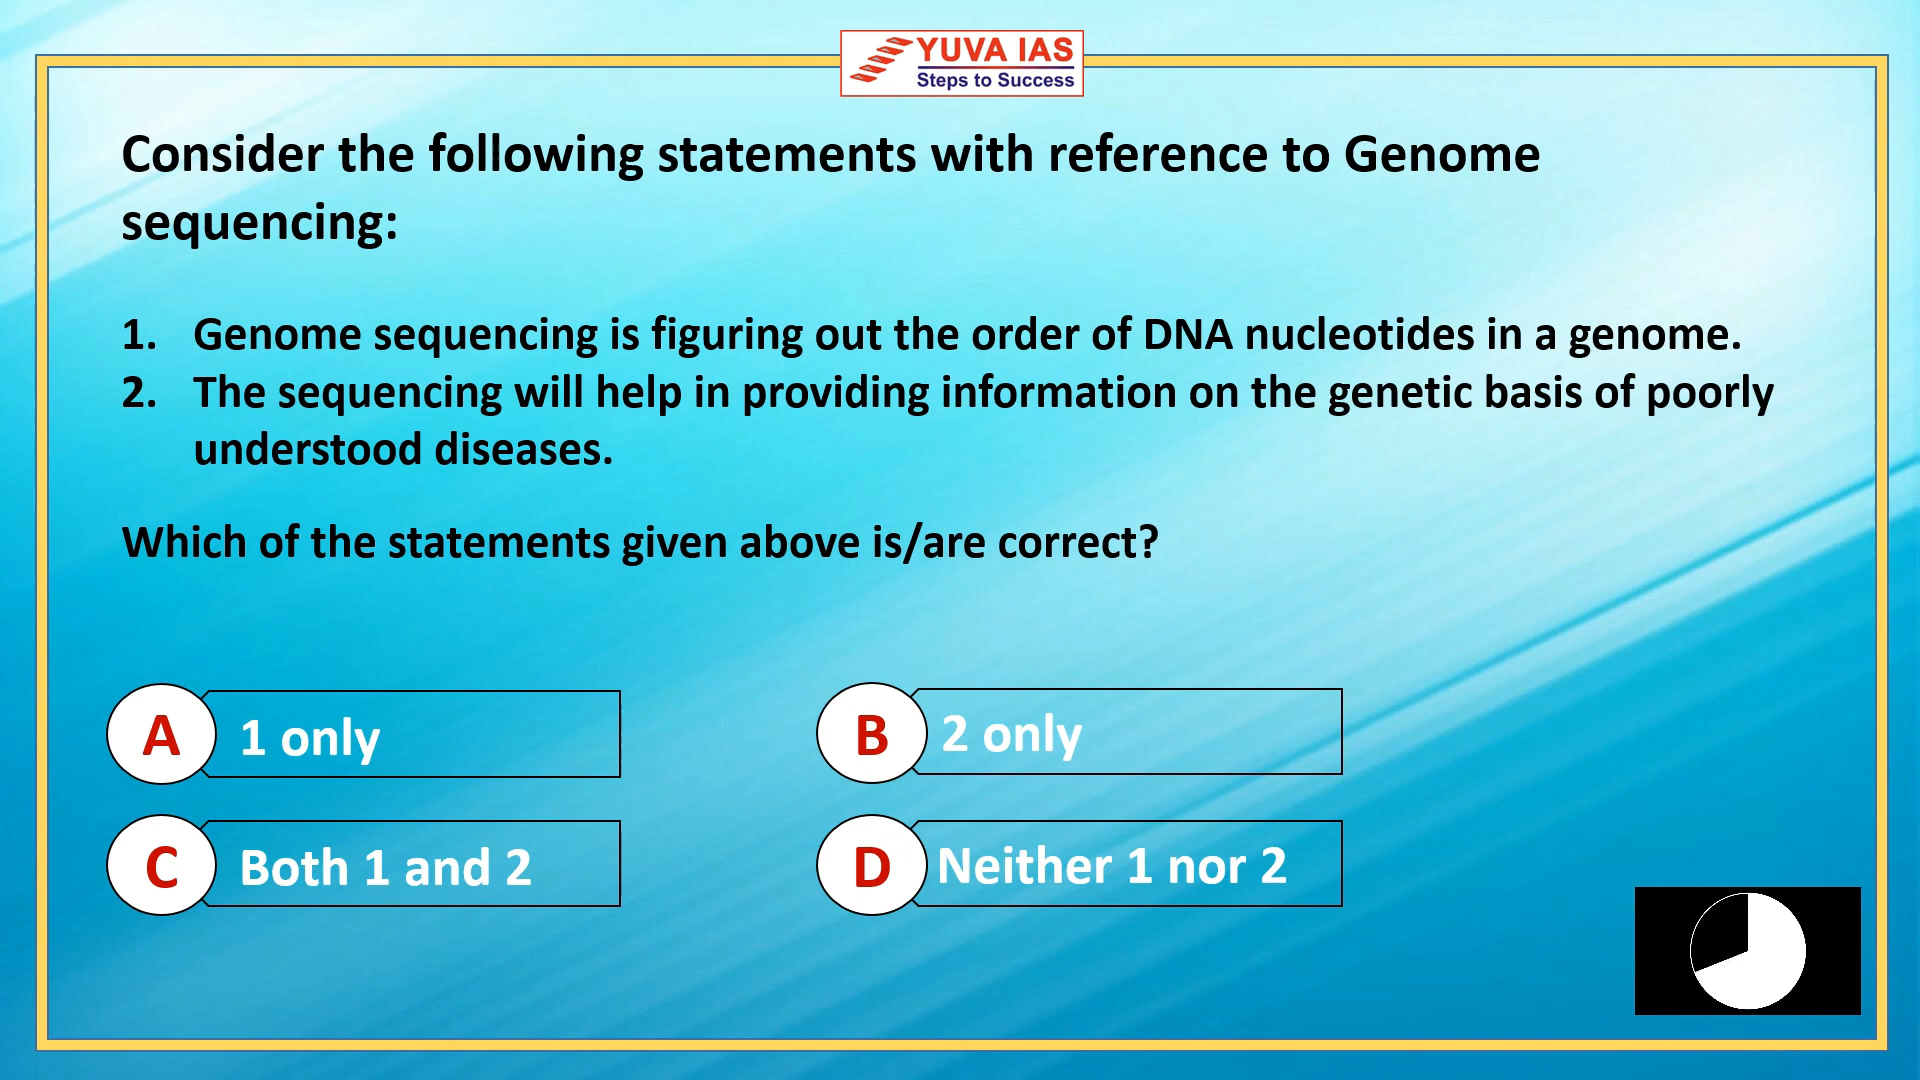 YUVA IAS
Steps to Success
Consider the following statements with reference to Genome
sequencing:
1. Genome sequencing is figuring out the order of DNA nucleotides in a genome.
2. The sequencing will help in providing information on the genetic basis of poorly
understood diseases.
Which of the statements given above is/are correct?
A 1 only
B 2 only
C Both 1 and 2
D Neither 1 nor 2